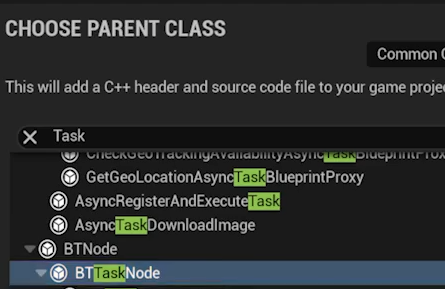 CHOOSE PARENT CLASS
Common
This will add a C++ header and source code file to your game
Task
CheckGeoTrackingAvailabilityAsyncTaskBlueprintProxy
GetGeoLocationAsyncTaskBlueprintProxy
AsyncRegisterAndExecuteTask
AsyncTaskDownloadImage
BTNode
BTTaskNode